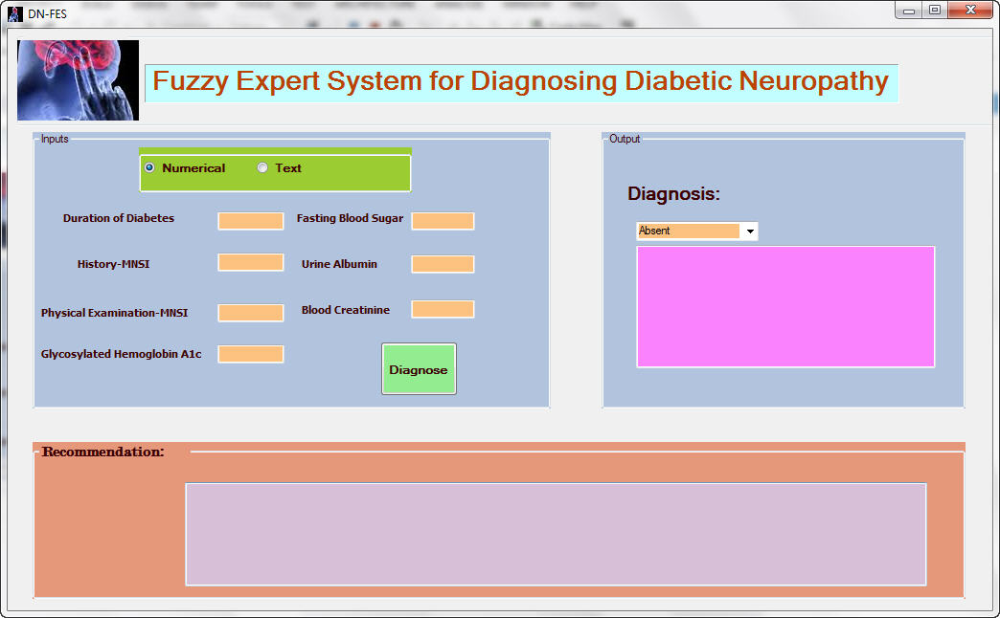 DN-FES
Fuzzy Expert System for Diagnosing Diabetic Neuropathy
Inputs
Numerical Text
Duration of Diabetes
Fasting Blood Sugar
History-MNSI
Urine Albumin
Physical Examination-MNSI
Blood Creatinine
Glycosylated Hemoglobin A1c
Diagnose
Output
Diagnosis:
Absent
Recommendation: